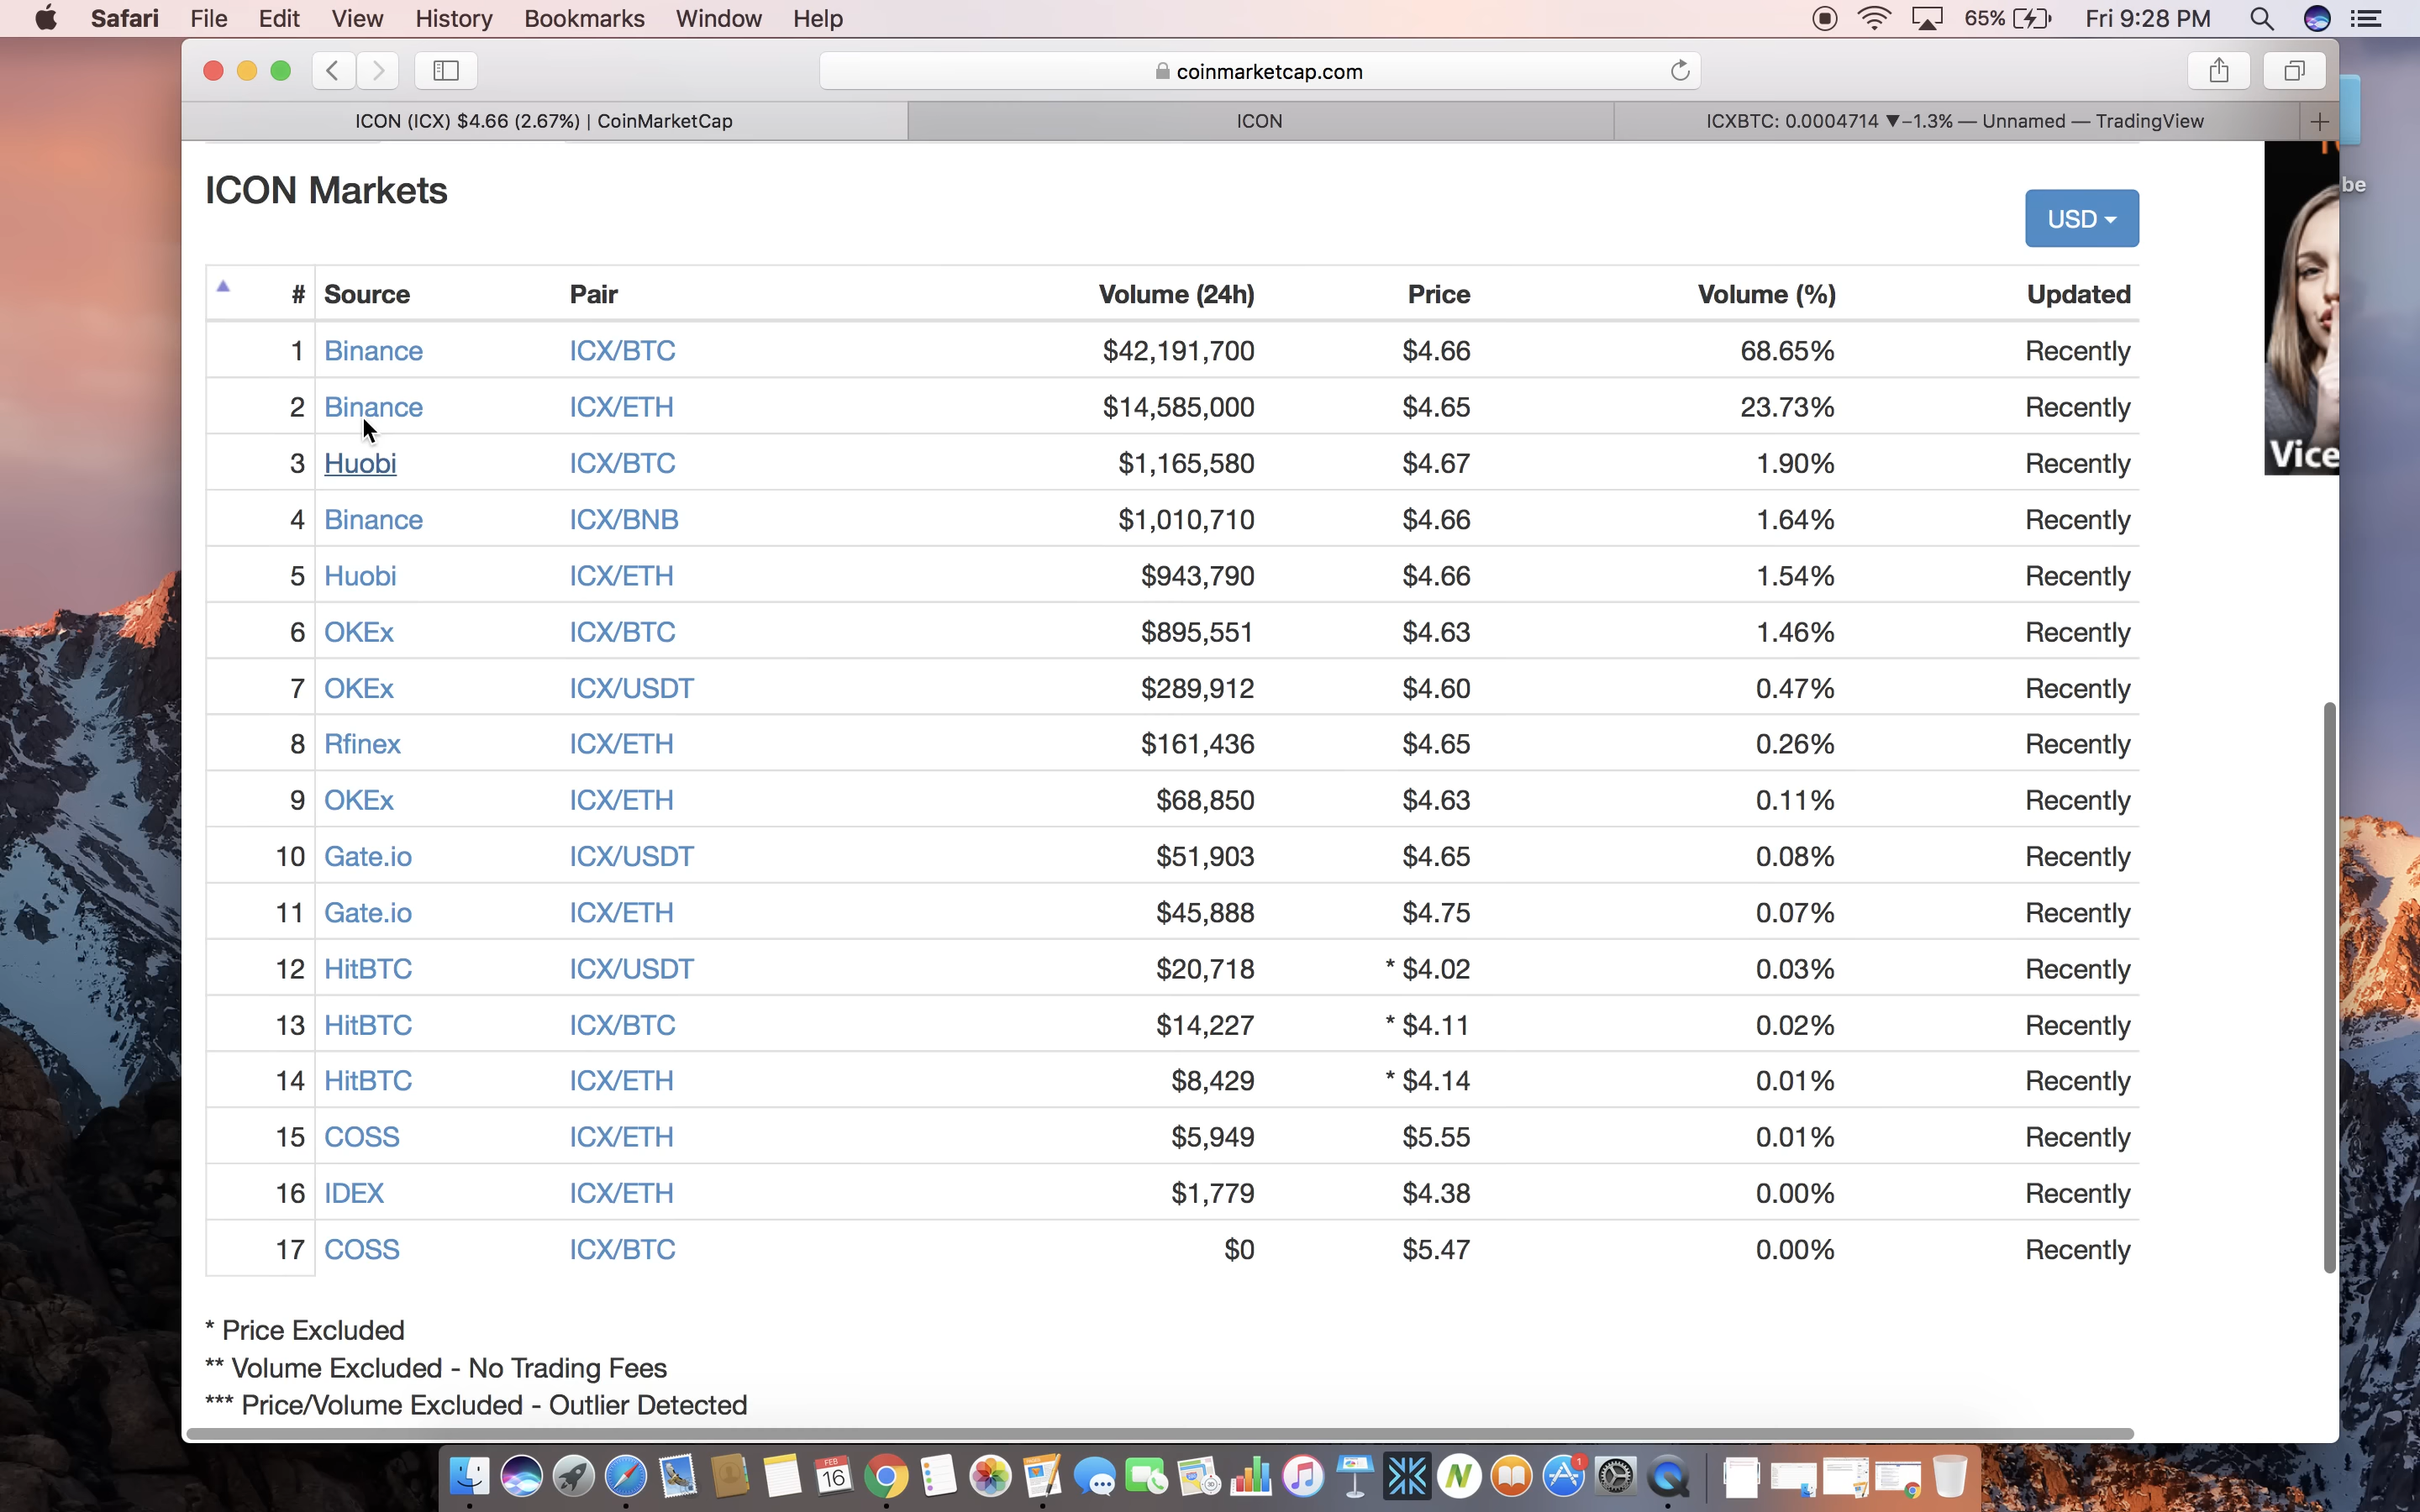 Safari File Edit View History Bookmarks Window Help 65% Fri 9:28 PM
coinmarketcap.com
ICON (ICX) $4.66 (2.67%) | CoinMarketCap ICON ICXBTC: 0.0004714 ▼−1.3% — Unnamed — TradingView +
be
ICON Markets
USD
# Source Pair Volume (24h) Price Volume (%) Updated
1 Binance ICX/BTC $42,191,700 $4.66 68.65% Recently
2 Binance ICX/ETH $14,585,000 $4.65 23.73% Recently
Vice
3 Huobi ICX/BTC $1,165,580 $4.67 1.90% Recently
4 Binance ICX/BNB $1,010,710 $4.66 1.64% Recently
5 Huobi ICX/ETH $943,790 $4.66 1.54% Recently
6 OKEx ICX/BTC $895,551 $4.63 1.46% Recently
7 OKEx ICX/USDT $289,912 $4.60 0.47% Recently
8 Rfinex ICX/ETH $161,436 $4.65 0.26% Recently
9 OKEx ICX/ETH $68,850 $4.63 0.11% Recently
10 Gate.io ICX/USDT $51,903 $4.65 0.08% Recently
11 Gate.io ICX/ETH $45,888 $4.75 0.07% Recently
12 HitBTC ICX/USDT $20,718 * $4.02 0.03% Recently
13 HitBTC ICX/BTC $14,227 * $4.11 0.02% Recently
14 HitBTC ICX/ETH $8,429 * $4.14 0.01% Recently
15 COSS ICX/ETH $5,949 $5.55 0.01% Recently
16 IDEX ICX/ETH $1,779 $4.38 0.00% Recently
17 COSS ICX/BTC $0 $5.47 0.00% Recently
* Price Excluded
** Volume Excluded - No Trading Fees
*** Price/Volume Excluded - Outlier Detected
FEB
16
1